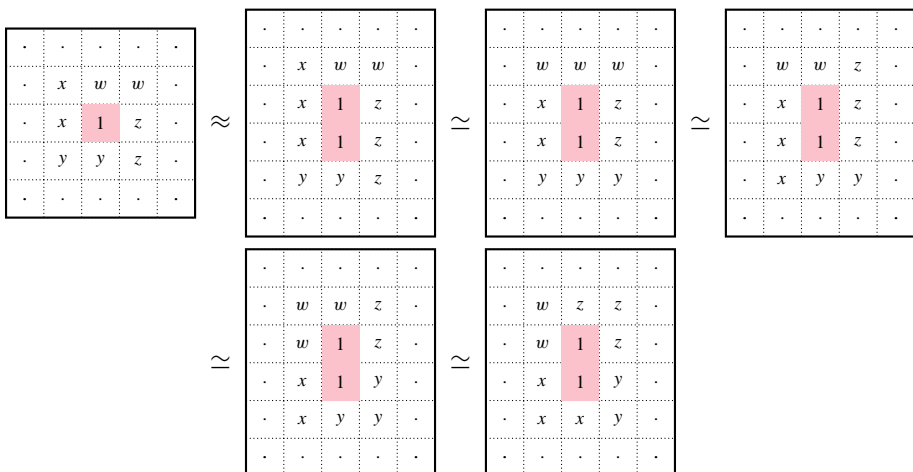 · · · · ·
· x w w ·
· x 1 z ·
· y y z ·
· · · · ·
≈
· · · · ·
· x w w ·
· x 1 z ·
· x 1 z ·
· y y z ·
· · · · ·
≃
· · · · ·
· w w w ·
· x 1 z ·
· x 1 z ·
· y y y ·
· · · · ·
≃
· · · · ·
· w w z ·
· x 1 z ·
· x 1 z ·
· x y y ·
· · · · ·
≃
· · · · ·
· w w z ·
· w 1 z ·
· x 1 y ·
· x y y ·
· · · · ·
≃
· · · · ·
· w z z ·
· w 1 z ·
· x 1 y ·
· x x y ·
· · · · ·